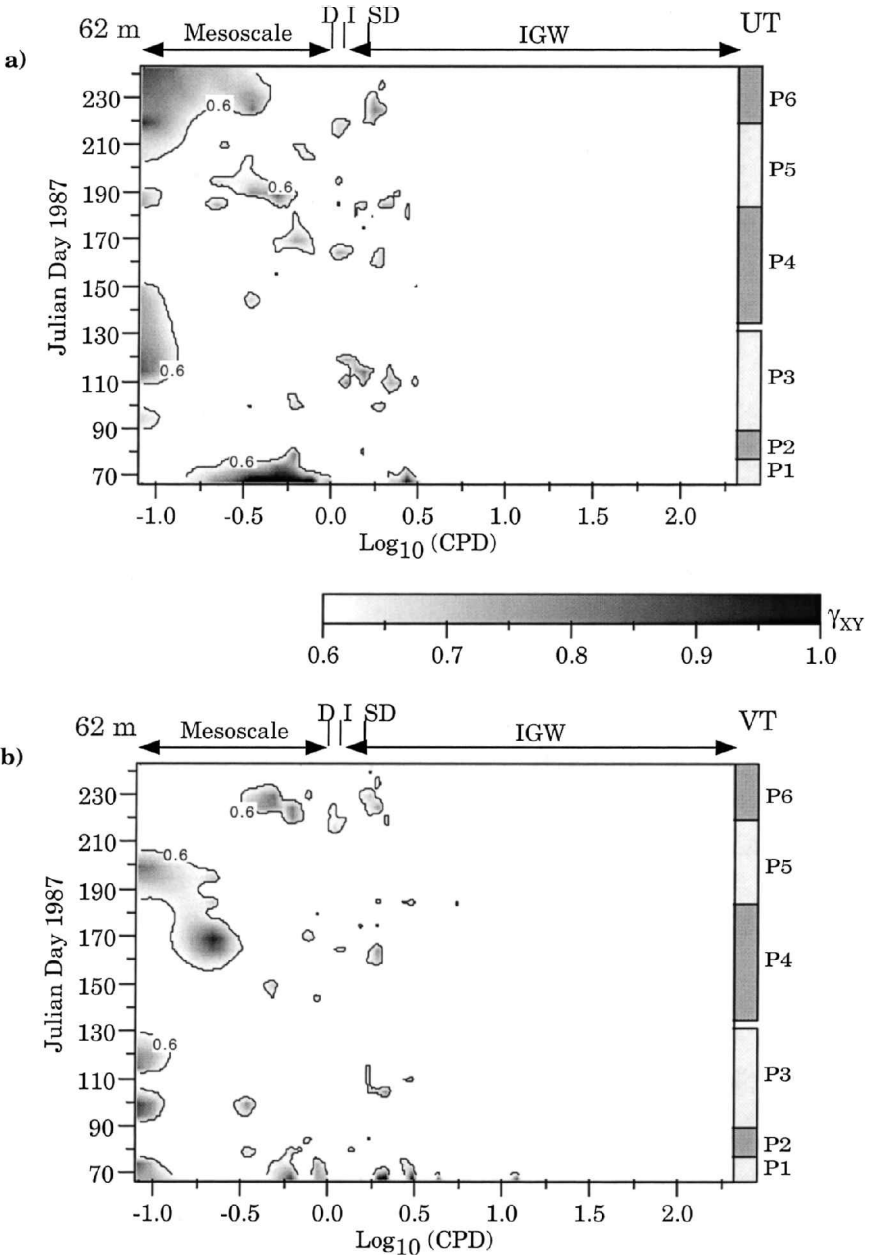 62 m
Mesoscale
D I SD
IGW
UT
a)
230
210
190
170
150
130
110
90
70
Julian Day 1987
0.6
0.6
0.6
0.6
P6
P5
P4
P3
P2
P1
-1.0 -0.5 0.0 0.5 1.0 1.5 2.0
Log10 (CPD)
γXY
0.6 0.7 0.8 0.9 1.0
62 m
Mesoscale
D I SD
IGW
VT
b)
230
210
190
170
150
130
110
90
70
Julian Day 1987
0.6
0.6
0.6
P6
P5
P4
P3
P2
P1
-1.0 -0.5 0.0 0.5 1.0 1.5 2.0
Log10 (CPD)